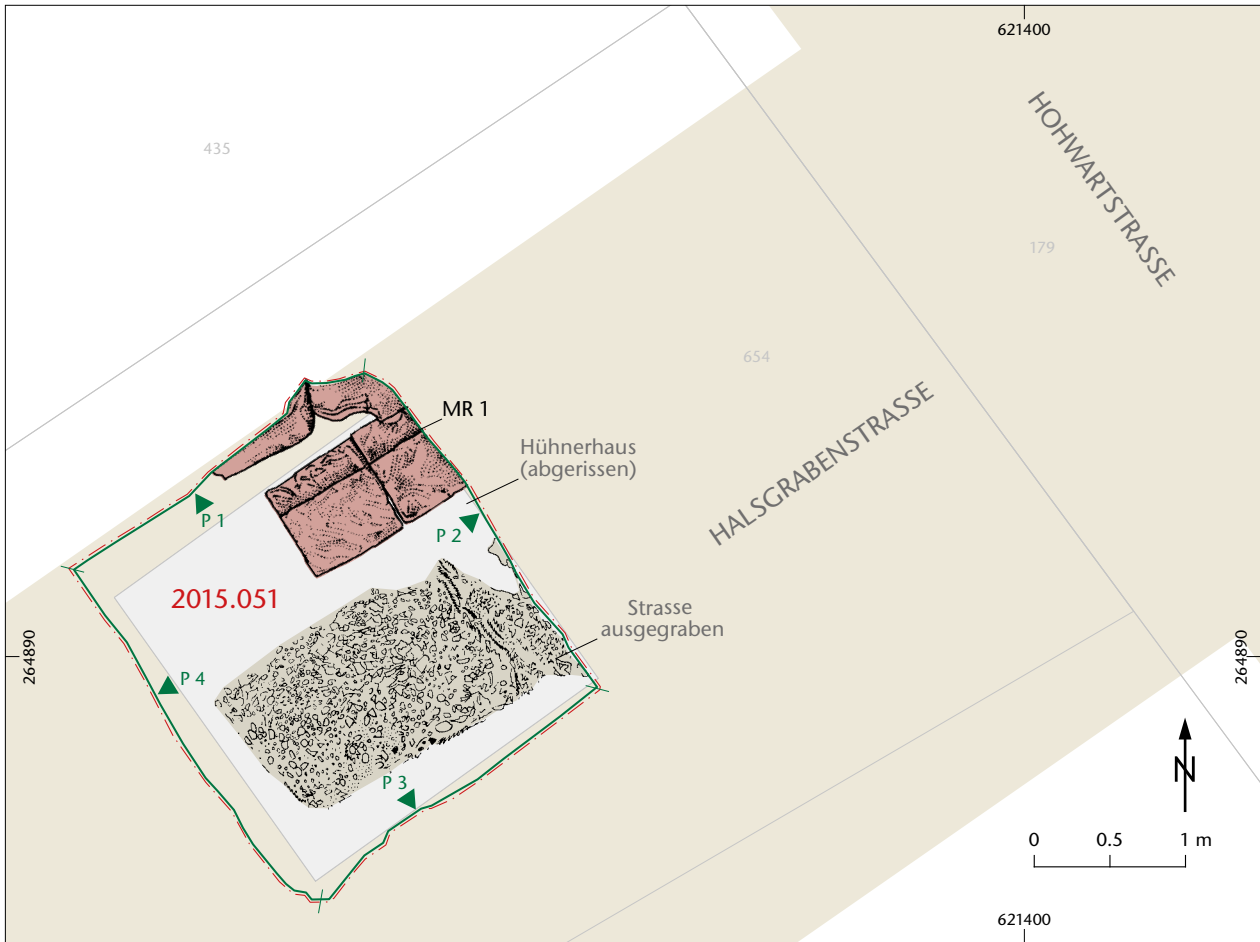 621400
435
HOHWARTSTRASSE
179
654
HALSGRABENSTRASSE
MR 1
Hühnerhaus
(abgerissen)
P 1
P 2
2015.051
Strasse
ausgegraben
264890
264890
P 4
P 3
N
0 0.5 1 m
621400